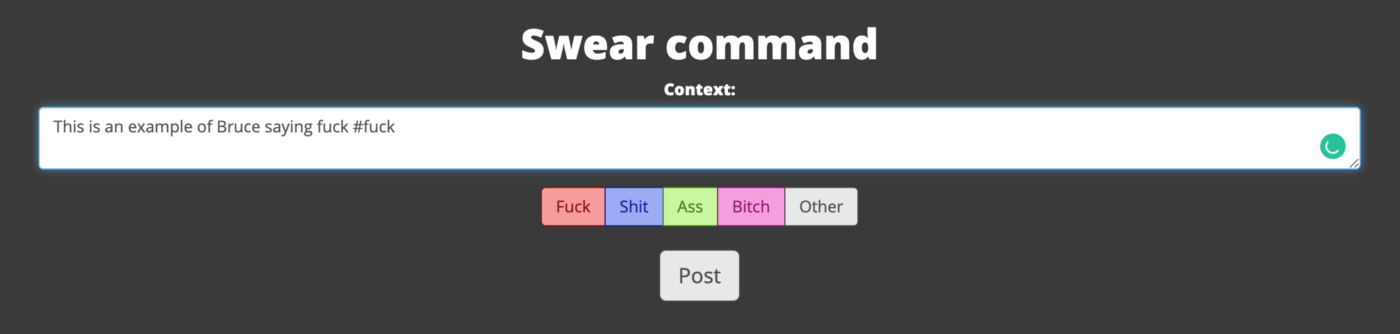 Swear command
Context:
This is an example of Bruce saying fuck #fuck
Fuck Shit Ass Bitch Other
Post